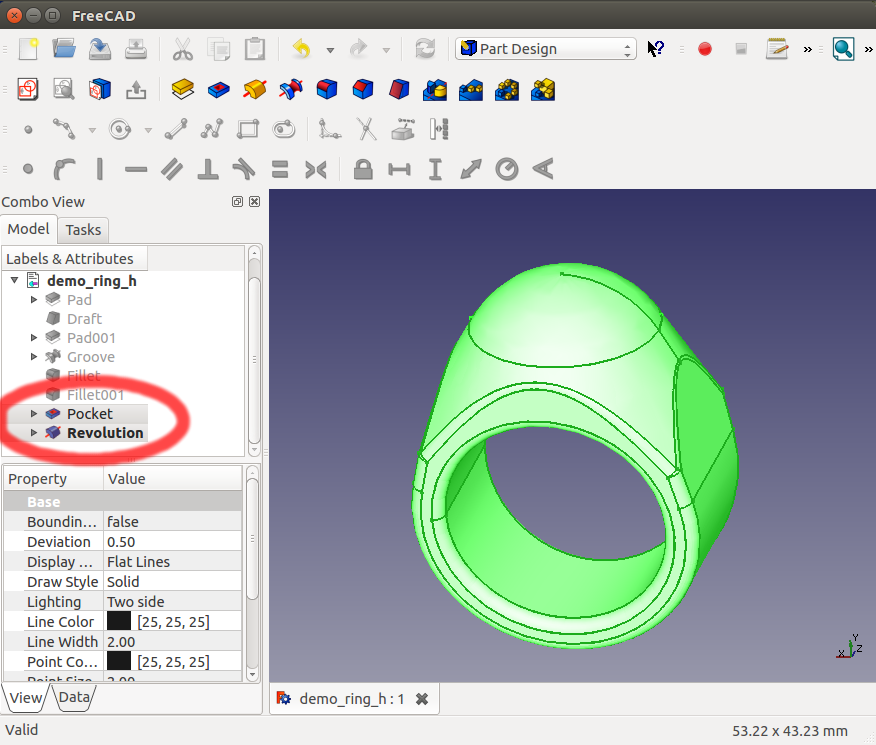 FreeCAD
Part Design
Combo View
Model
Tasks
Labels & Attributes
demo_ring_h
Pad
Draft
Pad001
Groove
Fillet
Fillet001
Pocket
Revolution
Property Value
Base
Boundin... false
Deviation 0.50
Display ... Flat Lines
Draw Style Solid
Lighting Two side
Line Color [25, 25, 25]
Line Width 2.00
Point Co... [25, 25, 25]
Point Size 2.00
View
Data
demo_ring_h : 1
Y
X
Z
Valid
53.22 x 43.23 mm